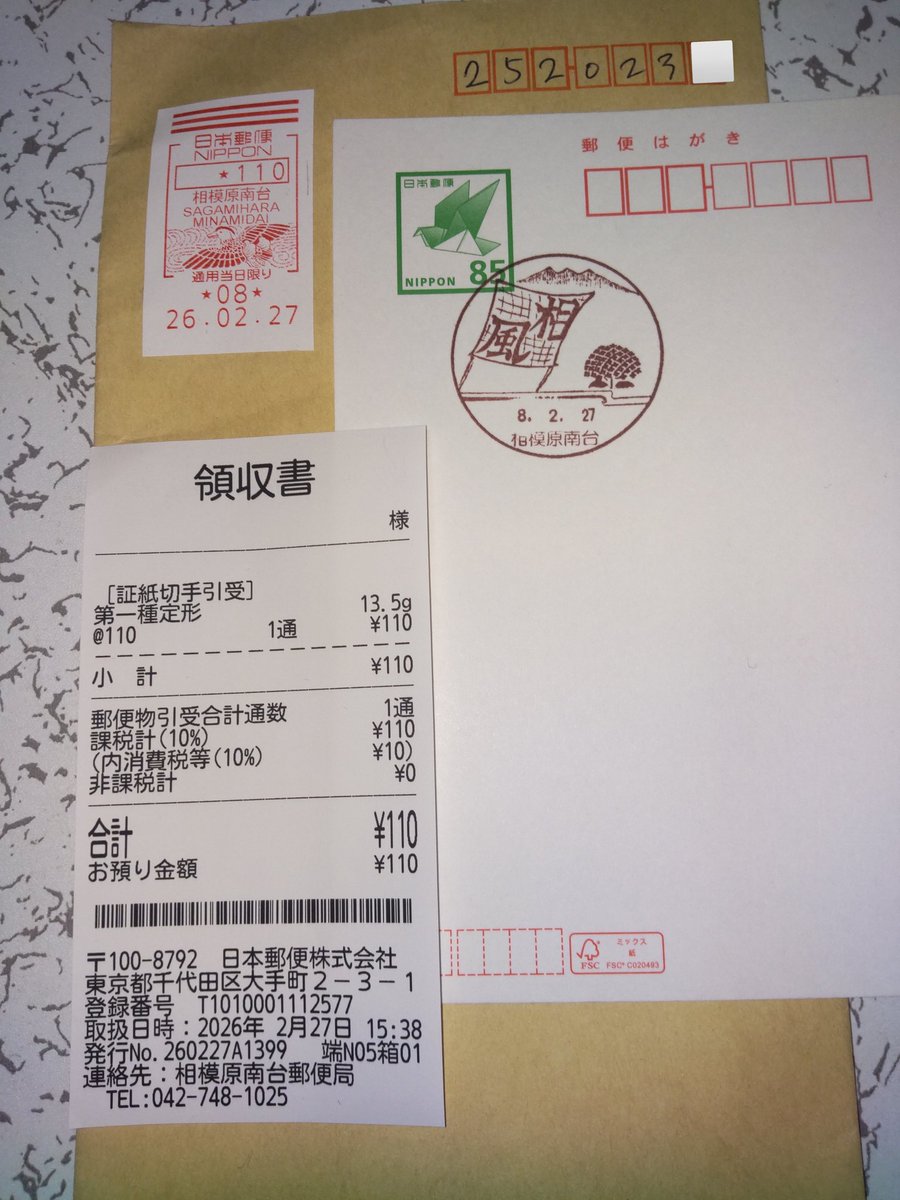 252-023
日本郵便
NIPPON
★110
相模原南台
SAGAMIHARA
MINAMIDAI
通用当日限り
★08★
26.02.27
郵便はがき
日本郵便
NIPPON 85
相風
8. 2. 27
相模原南台
領収書
様
[証紙切手引受]
第一種定形 13.5g
@110 1通 ¥110
小 計 ¥110
郵便物引受合計通数 1通
課税計(10%) ¥110
(内消費税等(10%) ¥10)
非課税計 ¥0
合計 ¥110
お預り金額 ¥110
〒100-8792 日本郵便株式会社
東京都千代田区大手町2-3-1
登録番号 T1010001112577
取扱日時:2026年 2月27日 15:38
発行No.260227A1399 端N05箱01
連絡先:相模原南台郵便局
TEL:042-748-1025
ミックス
紙
FSC FSC® C020493